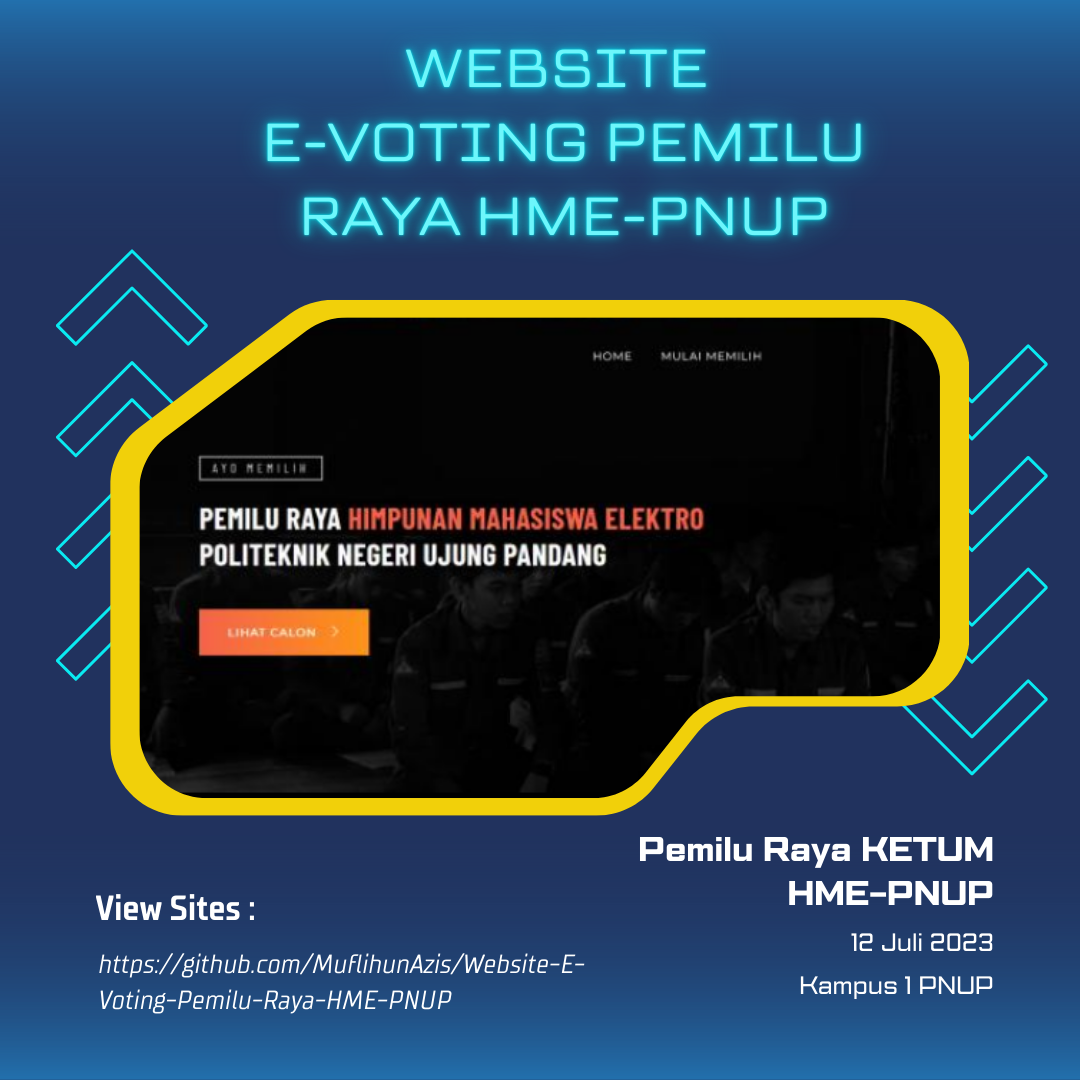 WEBSITE
E-VOTING PEMILU
RAYA HME-PNUP
HOME MULAI MEMILIH
AYO MEMILIH
PEMILU RAYA HIMPUNAN MAHASISWA ELEKTRO
POLITEKNIK NEGERI UJUNG PANDANG
LIHAT CALON
Pemilu Raya KETUM
HME-PNUP
12 Juli 2023
Kampus 1 PNUP
View Sites :
https://github.com/MuflihunAzis/Website-E-
Voting-Pemilu-Raya-HME-PNUP